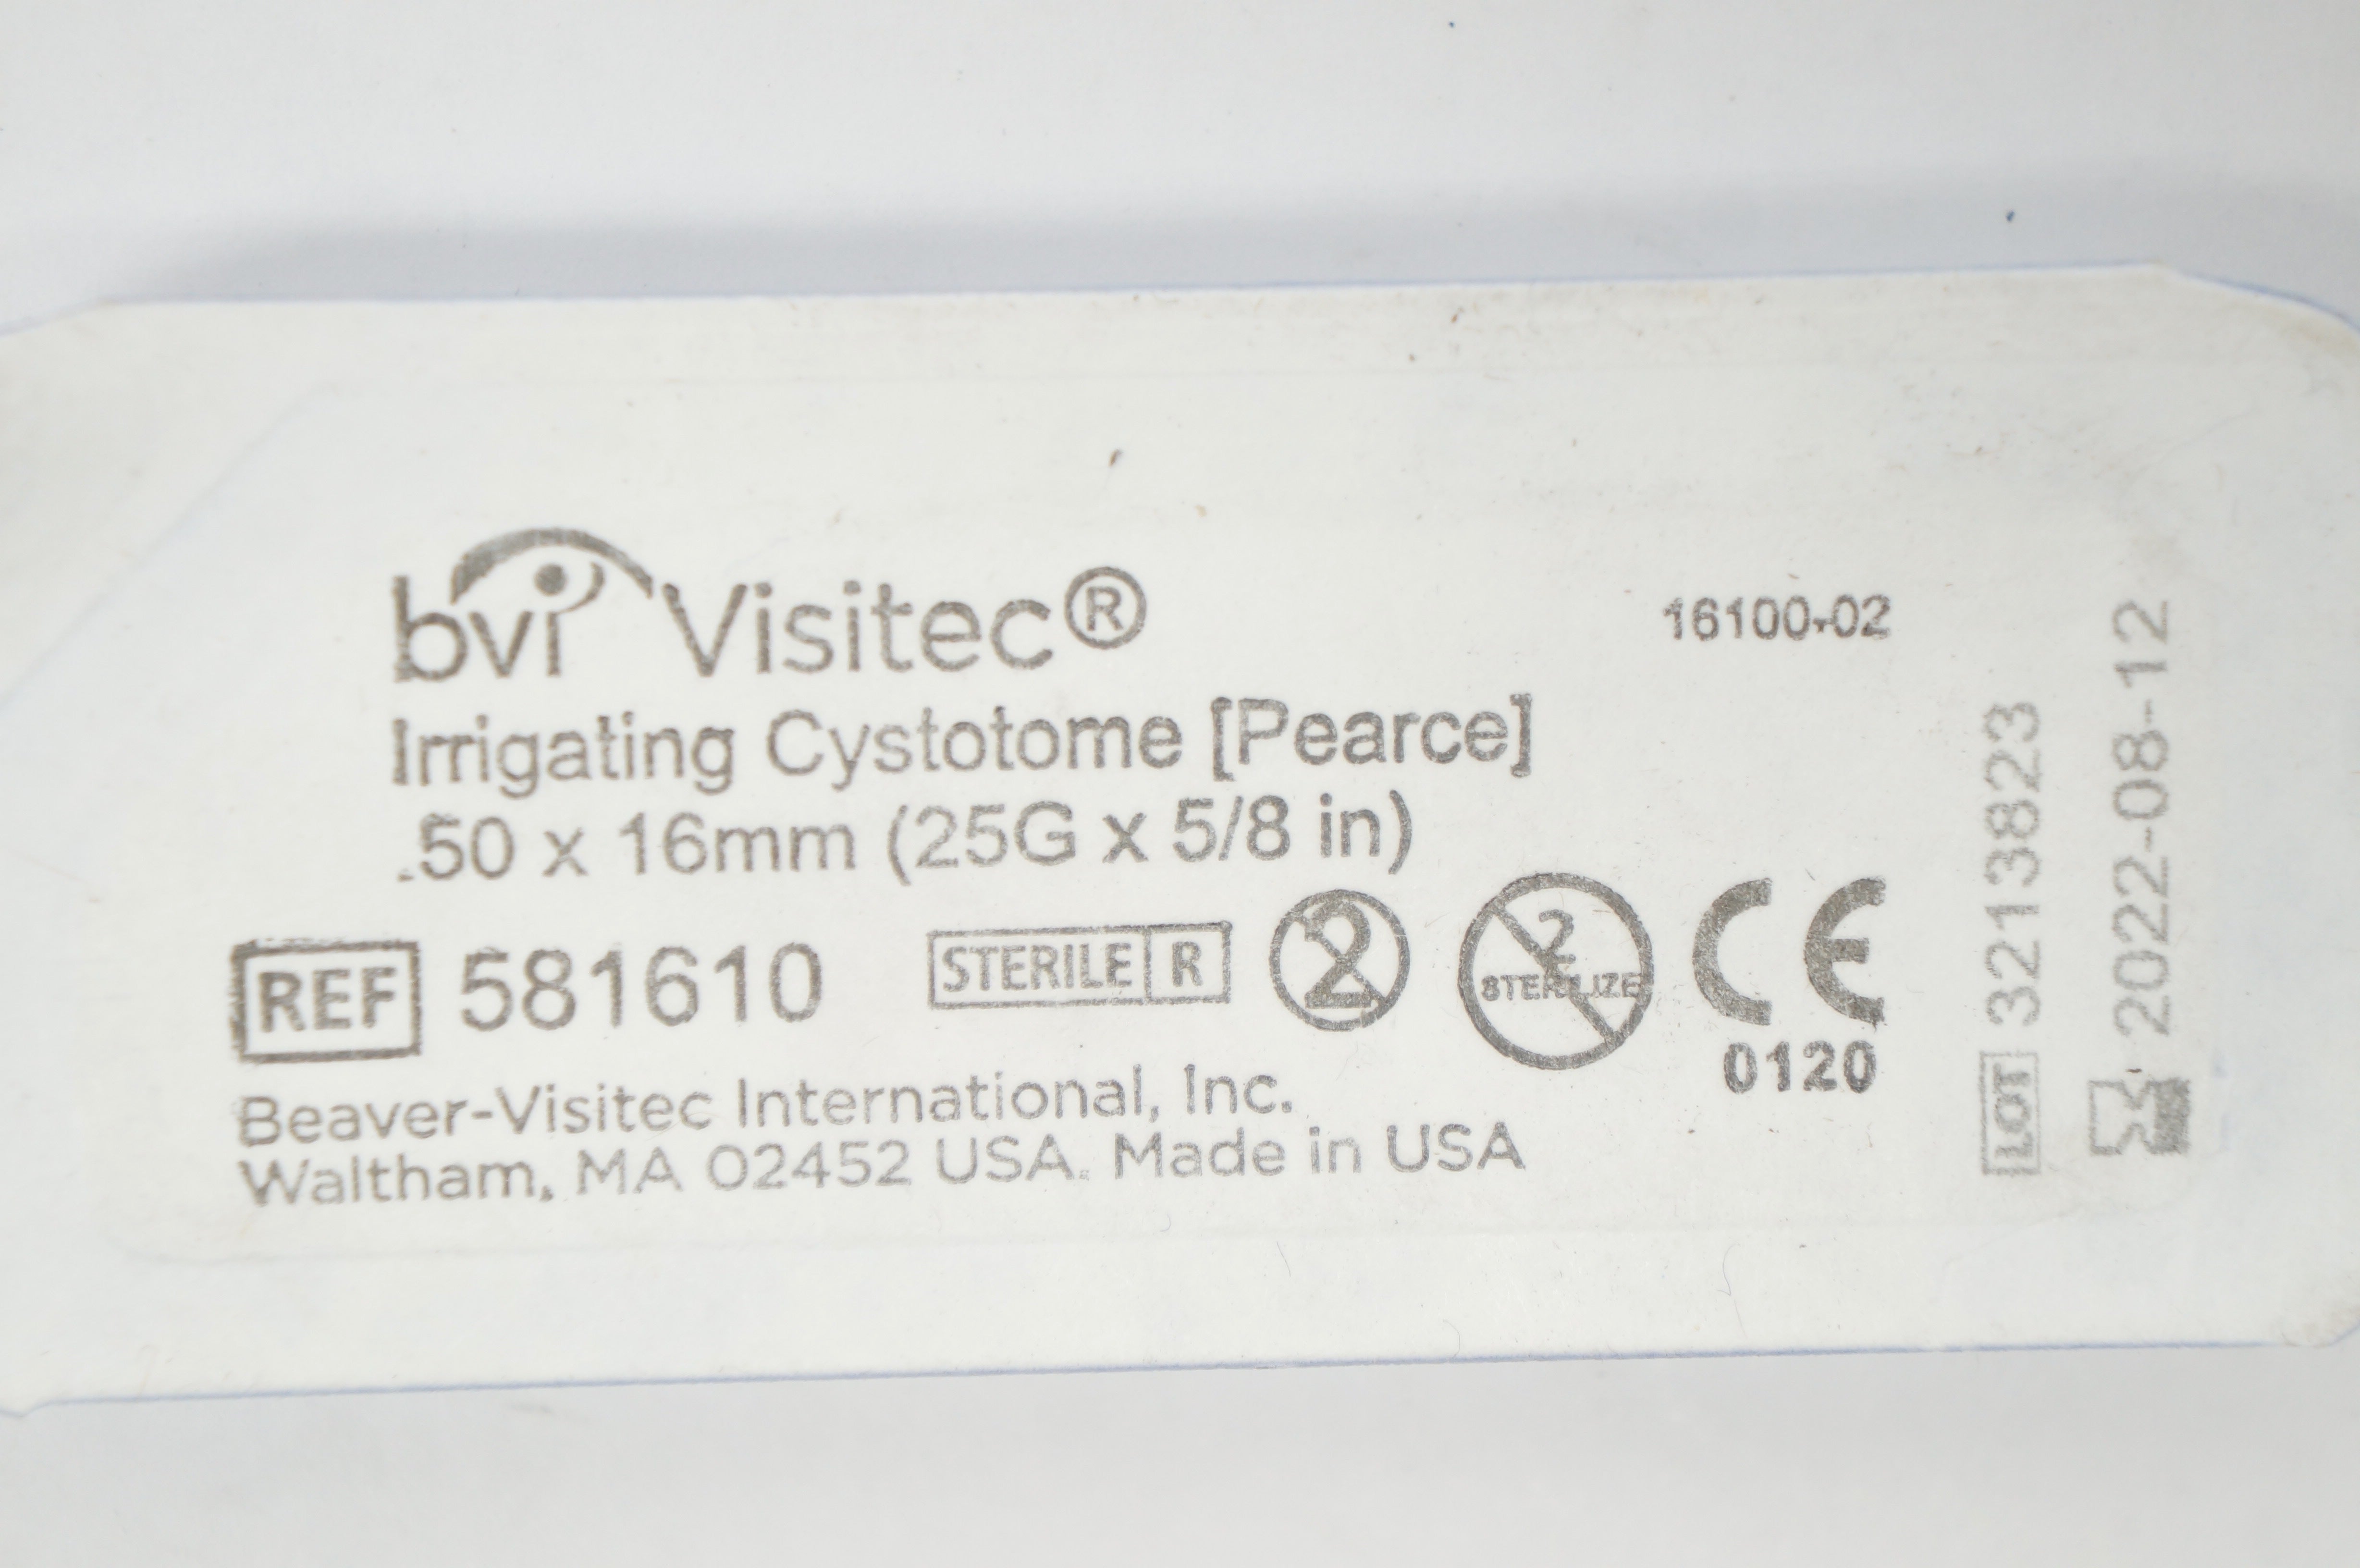 bvi Visitec®
16100-02
Irrigating Cystotome [Pearce]
.50 x 16mm (25G x 5/8 in)
REF 581610
STERILE R
2
2
STERILIZE
CE
0120
Beaver-Visitec International, Inc.
Waltham, MA 02452 USA. Made in USA
LOT 3213823
2022-08-12